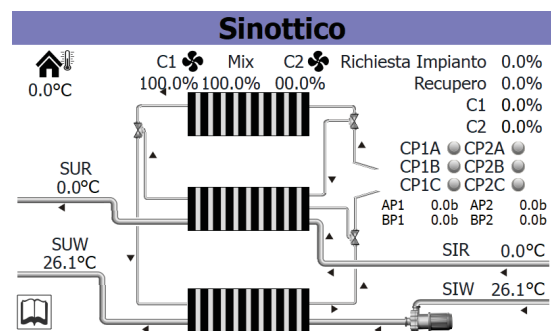 Sinottico
C1 Mix C2 Richiesta Impianto 0.0%
0.0°C 100.0% 100.0% 00.0% Recupero 0.0%
C1 0.0%
C2 0.0%
CP1A CP2A
CP1B CP2B
CP1C CP2C
SUR
0.0°C
AP1 0.0b AP2 0.0b
BP1 0.0b BP2 0.0b
SUW
26.1°C
SIR 0.0°C
SIW 26.1°C